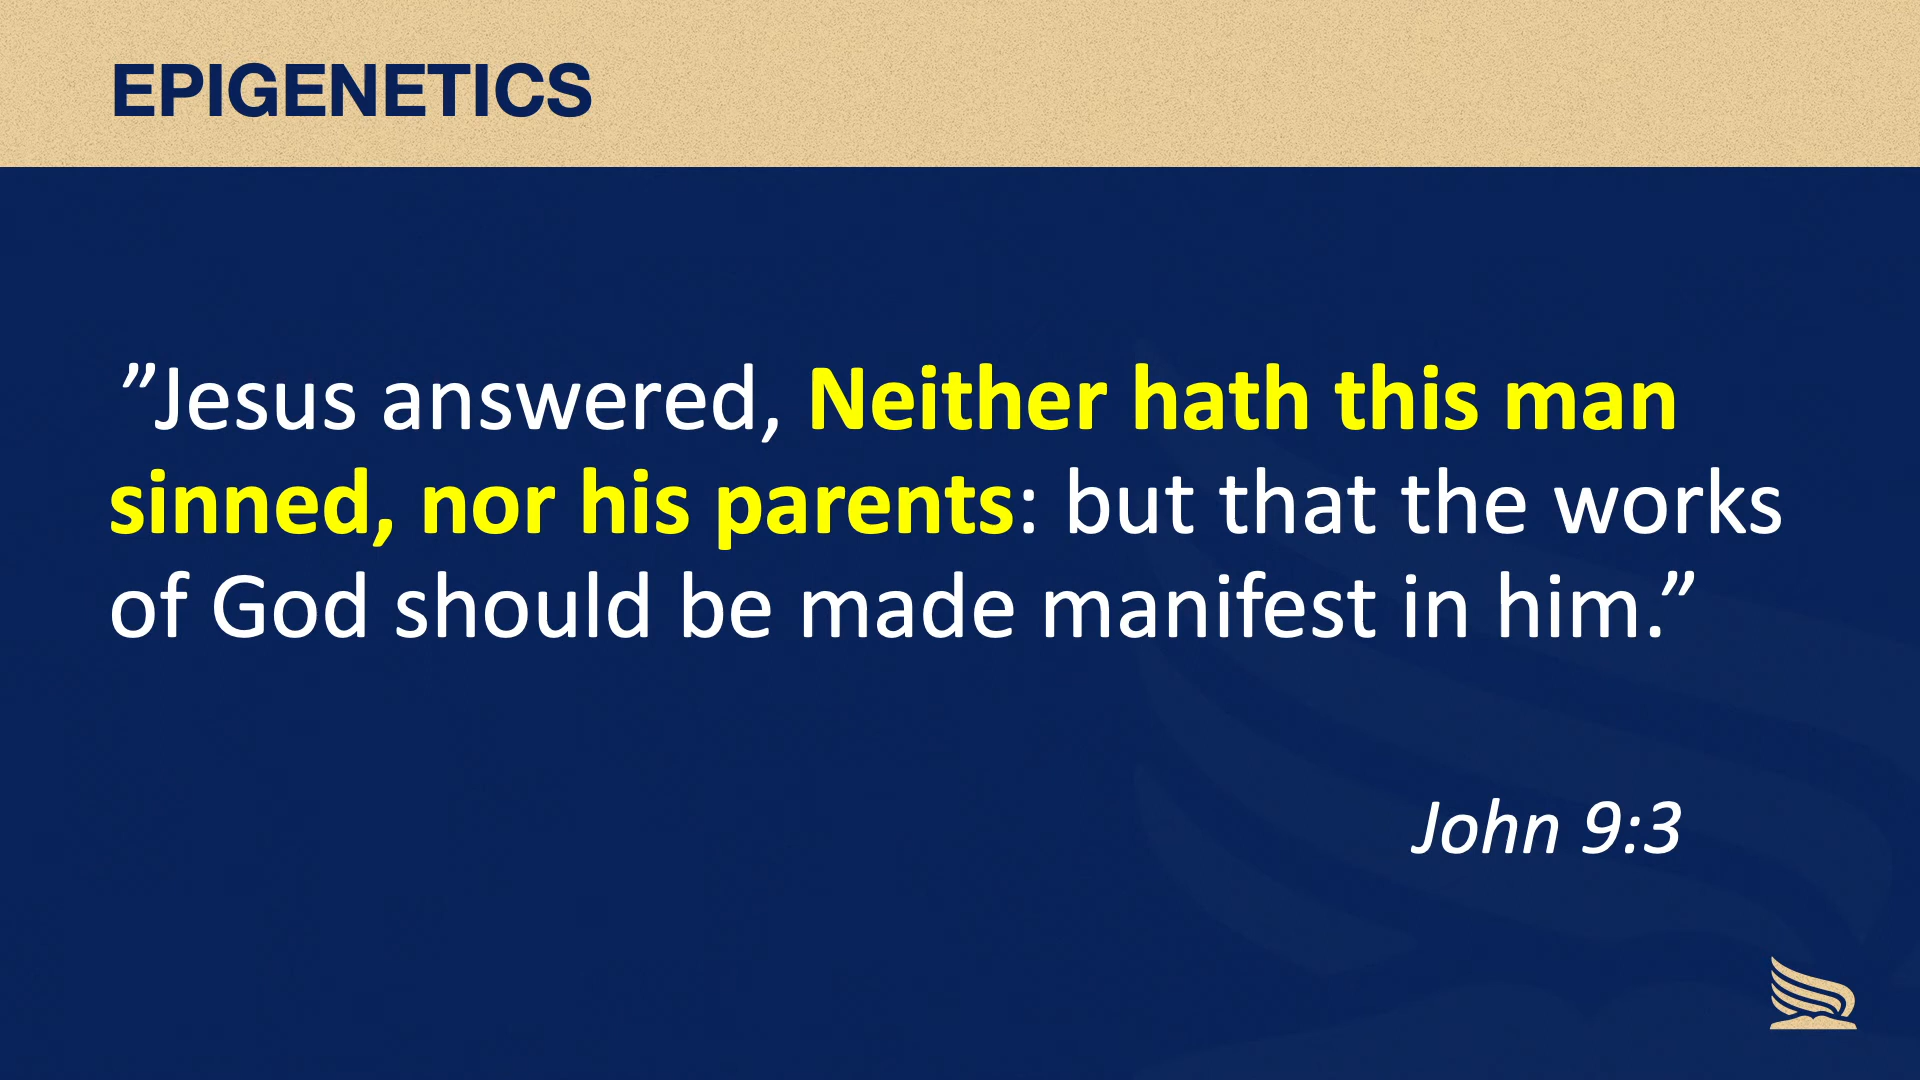 EPIGENETICS
”Jesus answered, Neither hath this man
sinned, nor his parents: but that the works
of God should be made manifest in him.”
John 9:3